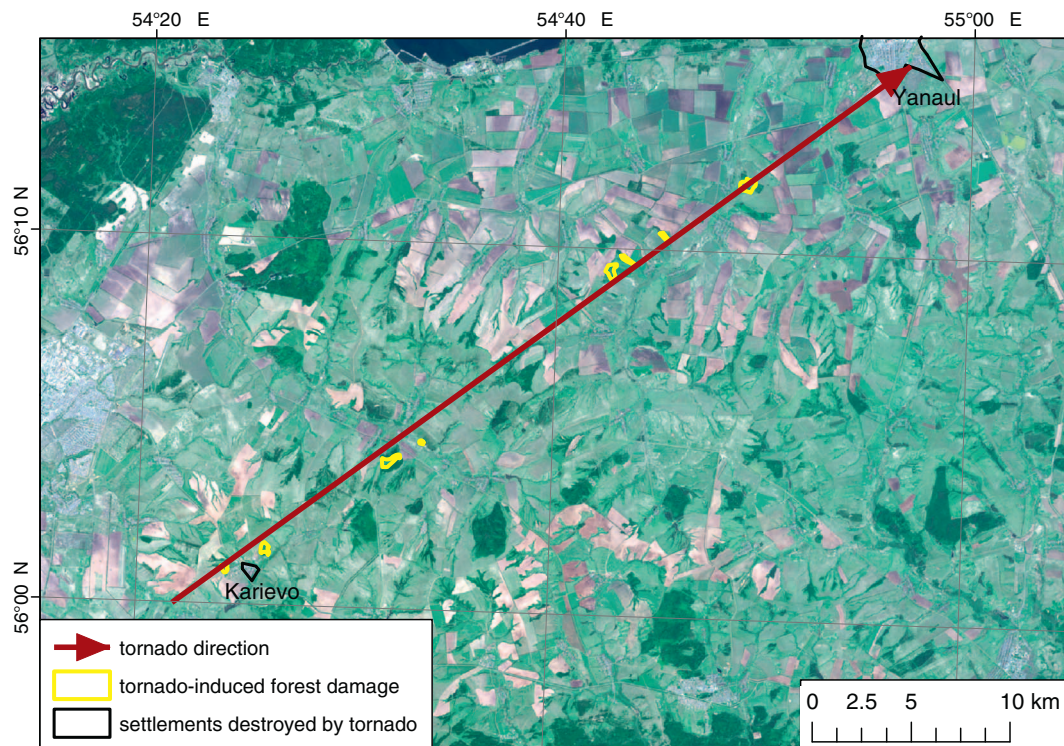 54°20 E
54°40 E
55°00 E
Yanaul
56°10 N
Karievo
56°00 N
tornado direction
tornado-induced forest damage
settlements destroyed by tornado
0 2.5 5 10 km